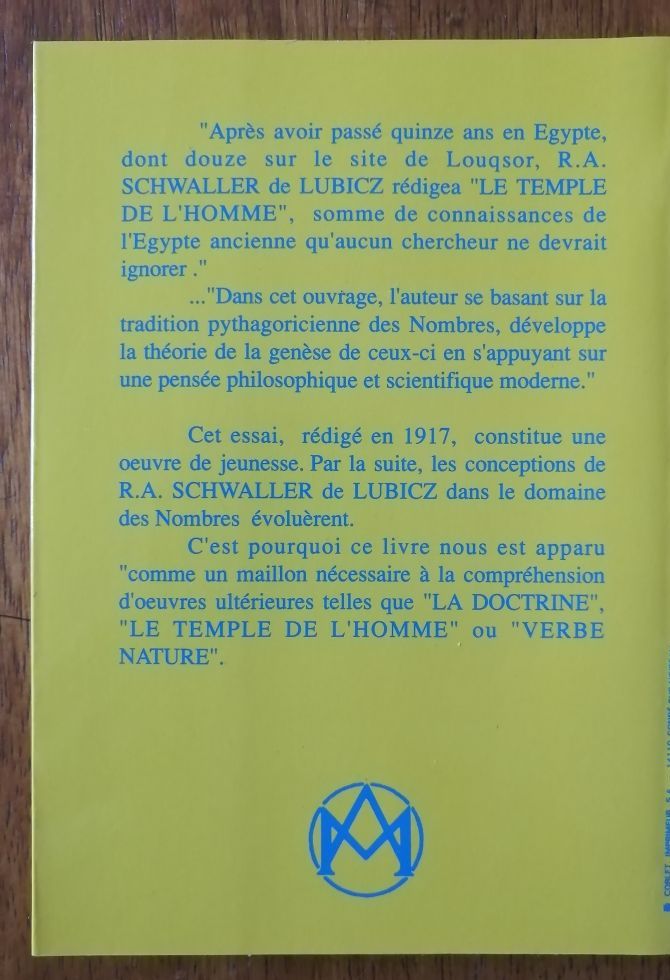 "Après avoir passé quinze ans en Egypte,
dont douze sur le site de Louqsor, R.A.
SCHWALLER de LUBICZ rédigea "LE TEMPLE
DE L'HOMME", somme de connaissances de
l'Egypte ancienne qu'aucun chercheur ne devrait
ignorer ."
..."Dans cet ouvrage, l'auteur se basant sur la
tradition pythagoricienne des Nombres, développe
la théorie de la genèse de ceux-ci en s'appuyant sur
une pensée philosophique et scientifique moderne."
Cet essai, rédigé en 1917, constitue une
oeuvre de jeunesse. Par la suite, les conceptions de
R.A. SCHWALLER de LUBICZ dans le domaine
des Nombres évoluèrent.
C'est pourquoi ce livre nous est apparu
"comme un maillon nécessaire à la compréhension
d'oeuvres ultérieures telles que "LA DOCTRINE",
"LE TEMPLE DE L'HOMME" ou "VERBE
NATURE".
IMPRIMEUR S.A.